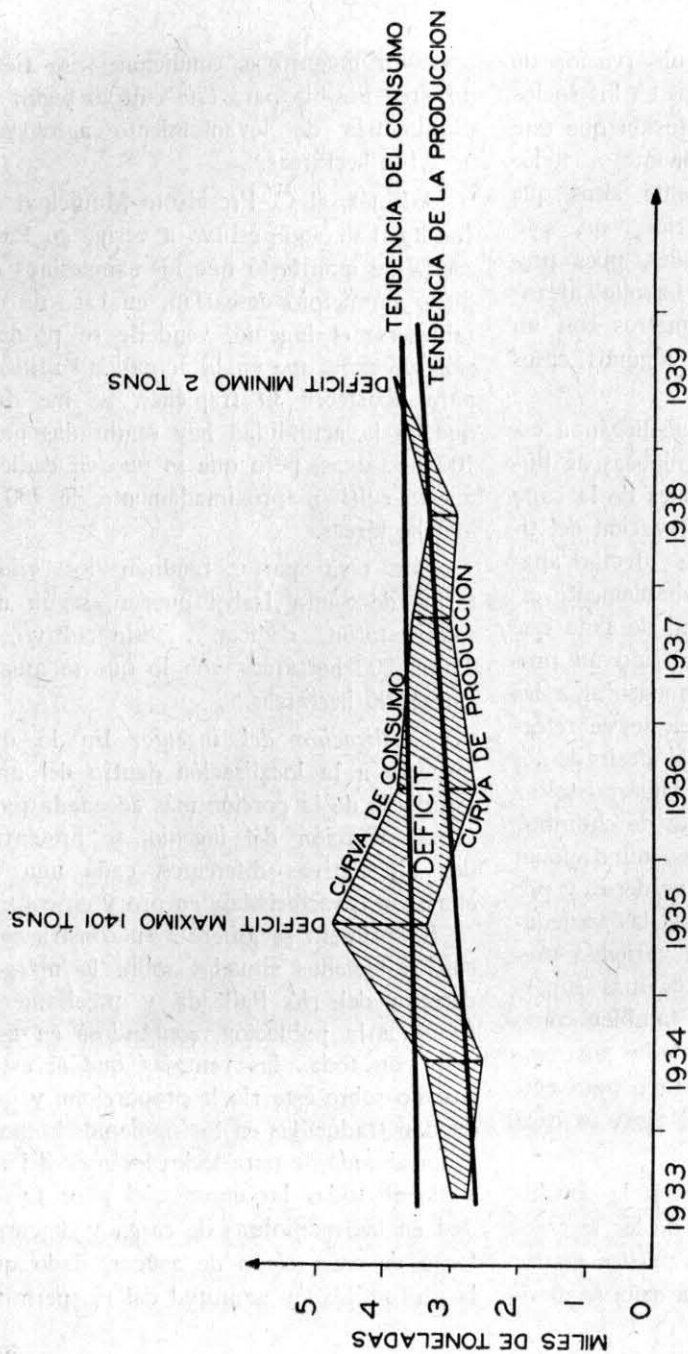 MILES DE TONELADAS
5
4
3
2
1
0
1933
1934
1935
1936
1937
1938
1939
DEFICIT MAXIMO 1401 TONS.
CURVA DE CONSUMO
DEFICIT
CURVA DE PRODUCCION
DEFICIT MINIMO 2 TONS
TENDENCIA DEL CONSUMO
TENDENCIA DE LA PRODUCCION